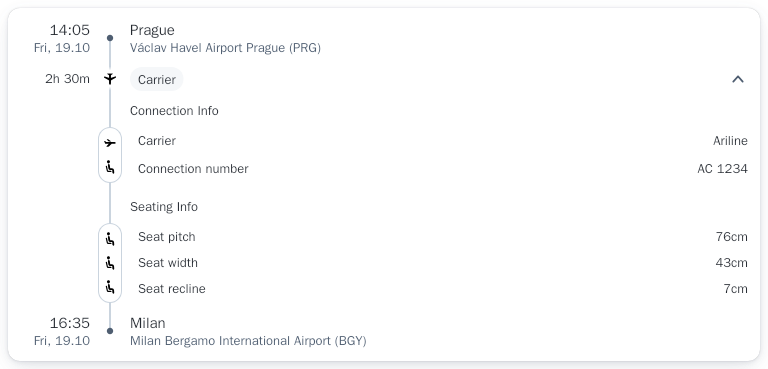 14:05 Prague
Fri, 19.10 Václav Havel Airport Prague (PRG)
2h 30m Carrier
Connection Info
Carrier Ariline
Connection number AC 1234
Seating Info
Seat pitch 76cm
Seat width 43cm
Seat recline 7cm
16:35 Milan
Fri, 19.10 Milan Bergamo International Airport (BGY)